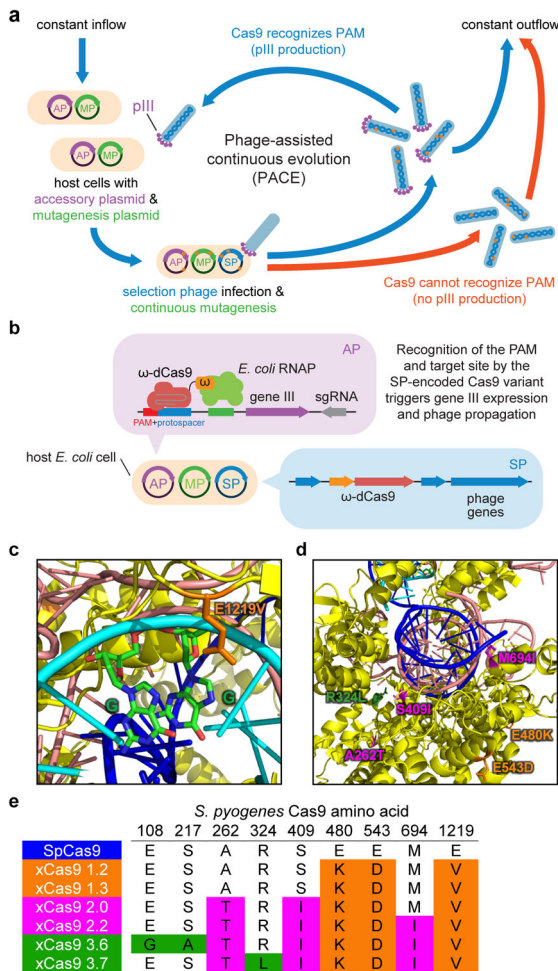 a
constant inflow
Cas9 recognizes PAM
(pIII production)
constant outflow
AP
MP
pIII
AP
MP
Phage-assisted
continuous evolution
(PACE)
host cells with
accessory plasmid &
mutagenesis plasmid
AP
MP
SP
selection phage infection &
continuous mutagenesis
Cas9 cannot recognize PAM
(no pIII production)
b
AP
ω-dCas9
E. coli RNAP
ω
gene III
sgRNA
PAM+protospacer
Recognition of the PAM
and target site by the
SP-encoded Cas9 variant
triggers gene III expression
and phage propagation
host E. coli cell
AP
MP
SP
SP
ω-dCas9
phage
genes
c
E1219V
G
G
d
M694I
R324L
S409I
E480K
A262T
E543D
e
S. pyogenes Cas9 amino acid
108 217 262 324 409 480 543 694 1219
SpCas9 E S A R S E E M E
xCas9 1.2 E S A R S K D M V
xCas9 1.3 E S A R S K D M V
xCas9 2.0 E S T R I K D M V
xCas9 2.2 E S T R I K D I V
xCas9 3.6 G A T R I K D I V
xCas9 3.7 E S T L I K D I V